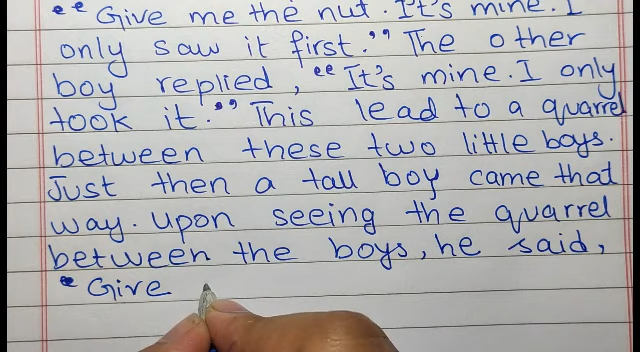 "Give me the nut. It's mine. I
only saw it first." The other
boy replied, "It's mine. I only
took it." This lead to a quarrel
between these two little boys.
Just then a tall boy came that
way. Upon seeing the quarrel
between the boys, he said,
"Give